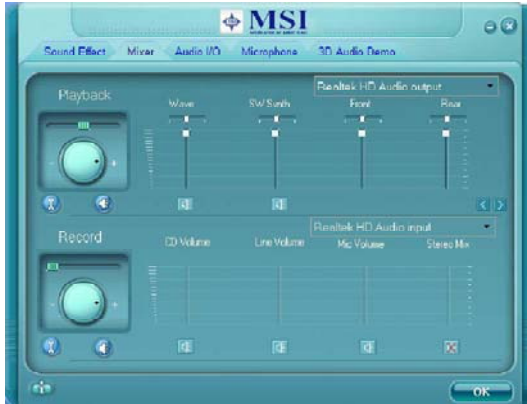 MSI
Sound Effect Mixer Audio I/O Microphone 3D Audio Demo
Realtek HD Audio output
Playback
Wave SW Synth Front Rear
- +
Realtek HD Audio input
Record
CD Volume Line Volume Mic Volume Stereo Mix
- +
OK